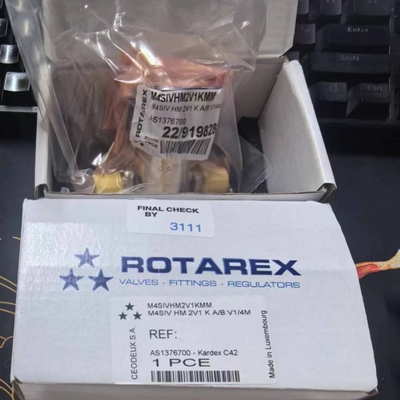 M4SIVHM2V1KMM
M4SIV HM 2V1 K A/B:V1/4M
ROTAREX
AS1376700
22/919828
FINAL CHECK
BY
3111
ROTAREX
VALVES - FITTINGS - REGULATORS
M4SIVHM2V1KMM
M4SIV HM 2V1 K A/B:V1/4M
REF:
AS1376700 - Kardex C42
1 PCE
CEODEUX S.A.
Made in Luxembourg